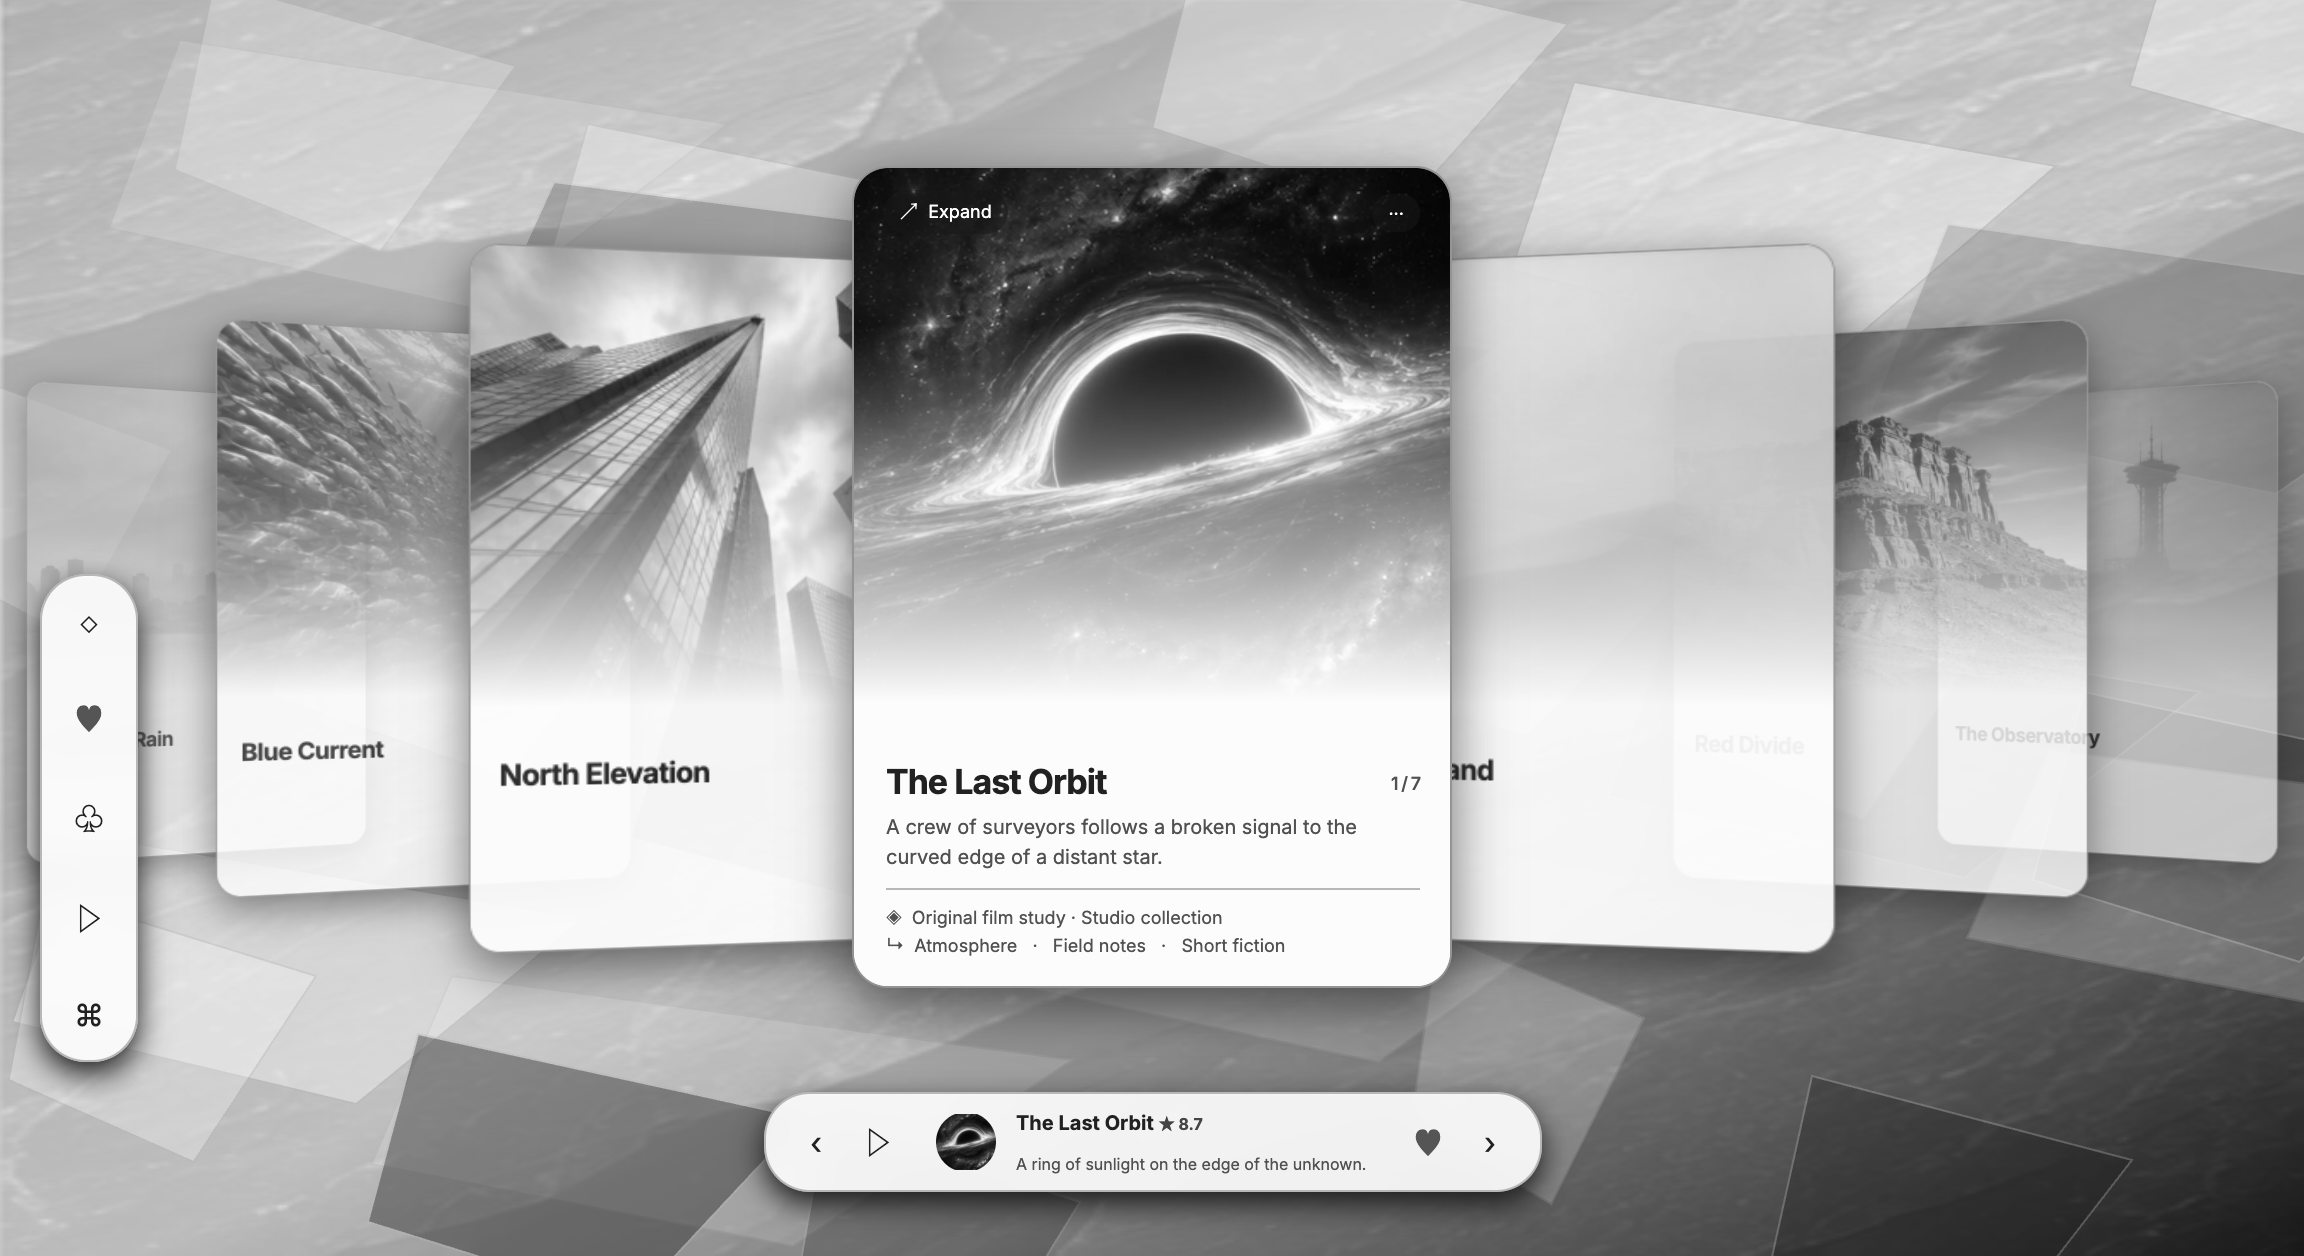 Expand
Rain
Blue Current
North Elevation
The Last Orbit
1/7
A crew of surveyors follows a broken signal to the
curved edge of a distant star.
◈ Original film study · Studio collection
↳ Atmosphere · Field notes · Short fiction
and
Red Divide
The Observatory
The Last Orbit ★ 8.7
A ring of sunlight on the edge of the unknown.